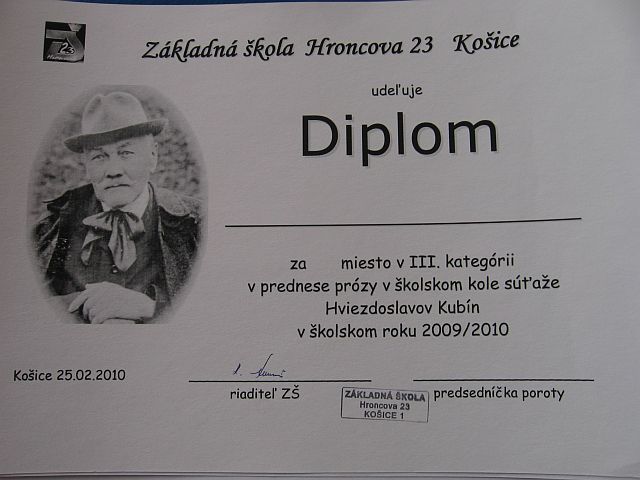 Základná škola Hroncova 23 Košice
udeľuje
Diplom
za miesto v III. kategórii
v prednese prózy v školskom kole súťaže
Hviezdoslavov Kubín
v školskom roku 2009/2010
Košice 25.02.2010
riaditeľ ZŠ
predsedníčka poroty
ZÁKLADNÁ ŠKOLA
Hroncova 23
KOŠICE 1